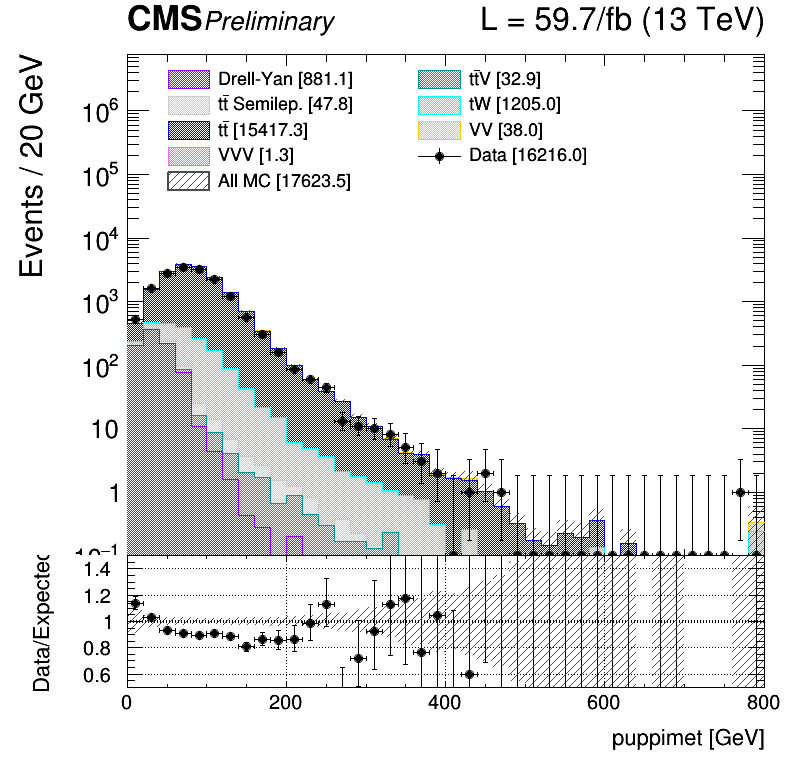 CMS Preliminary L = 59.7/fb (13 TeV)
Events / 20 GeV
Drell-Yan [881.1]
tt̄ Semilep. [47.8]
tt̄ [15417.3]
VVV [1.3]
All MC [17623.5]
tt̄V [32.9]
tW [1205.0]
VV [38.0]
Data [16216.0]
10⁶
10⁵
10⁴
10³
10²
10
1
10⁻¹
Data/Expected
1.4
1.2
1
0.8
0.6
0 200 400 600 800
puppimet [GeV]